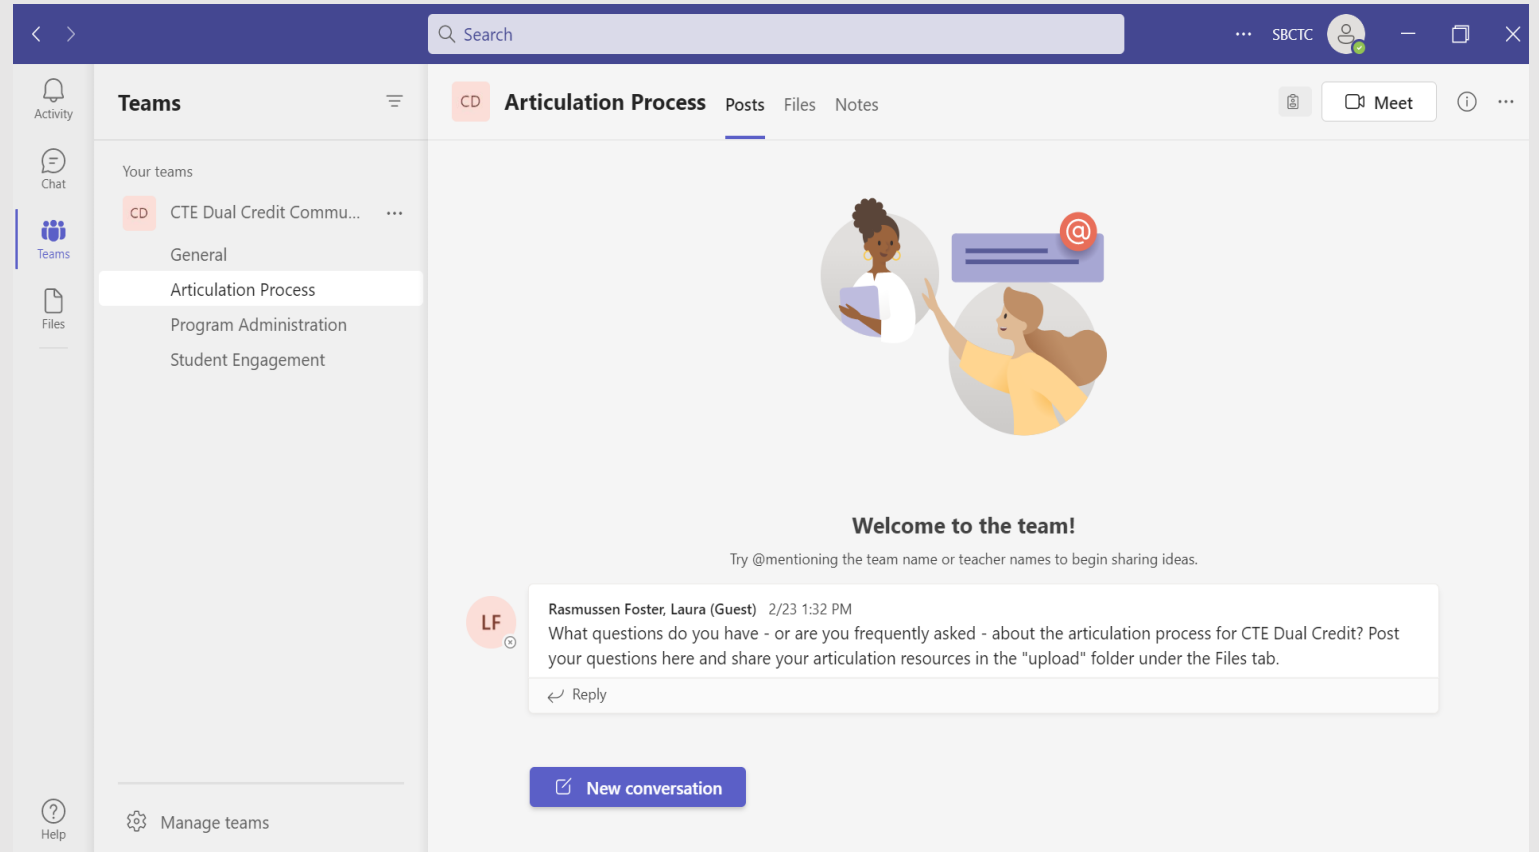 Search
SBCTC
Activity
Chat
Teams
Files
Help
Teams
Your teams
CD
CTE Dual Credit Commu...
General
Articulation Process
Program Administration
Student Engagement
Manage teams
CD
Articulation Process
Posts
Files
Notes
Meet
@
Welcome to the team!
Try @mentioning the team name or teacher names to begin sharing ideas.
LF
Rasmussen Foster, Laura (Guest) 2/23 1:32 PM
What questions do you have - or are you frequently asked - about the articulation process for CTE Dual Credit? Post
your questions here and share your articulation resources in the "upload" folder under the Files tab.
Reply
New conversation